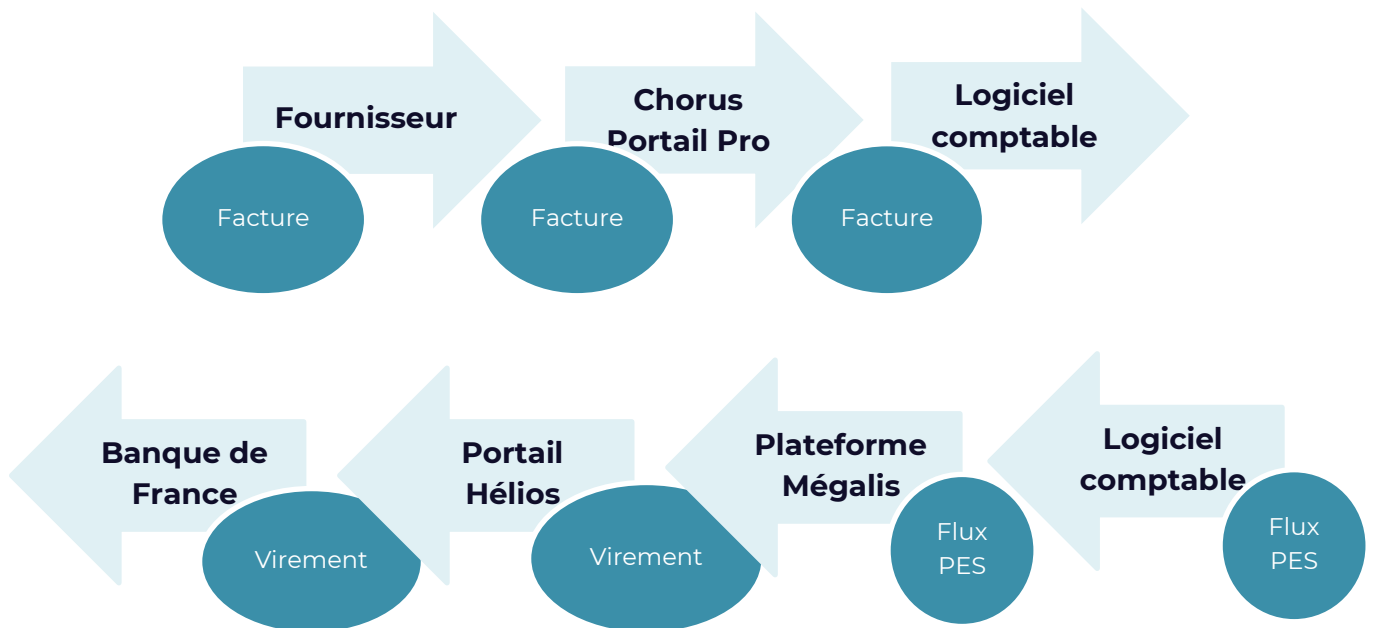 Fournisseur
Chorus
Portail Pro
Logiciel
comptable
Facture
Facture
Facture
Banque de
France
Portail
Hélios
Plateforme
Mégalis
Logiciel
comptable
Virement
Virement
Flux
PES
Flux
PES